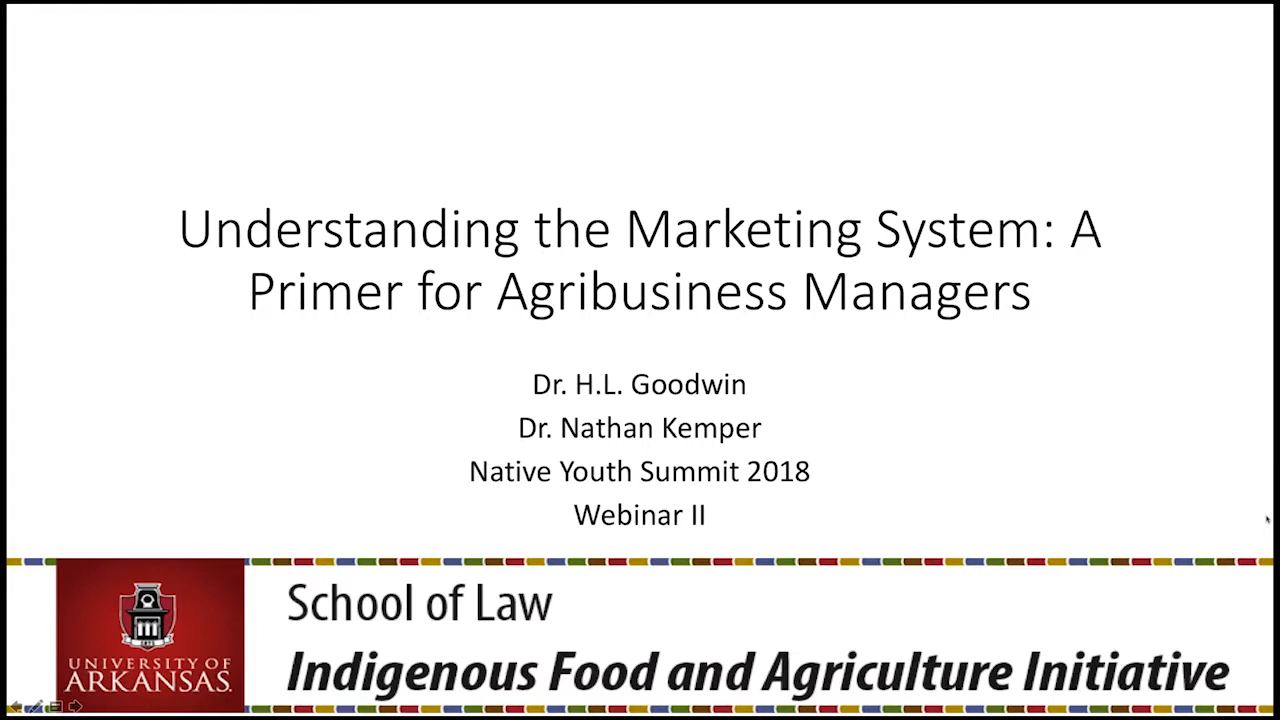 Understanding the Marketing System: A
Primer for Agribusiness Managers
Dr. H.L. Goodwin
Dr. Nathan Kemper
Native Youth Summit 2018
Webinar II
School of Law
Indigenous Food and Agriculture Initiative
UNIVERSITY OF
ARKANSAS.